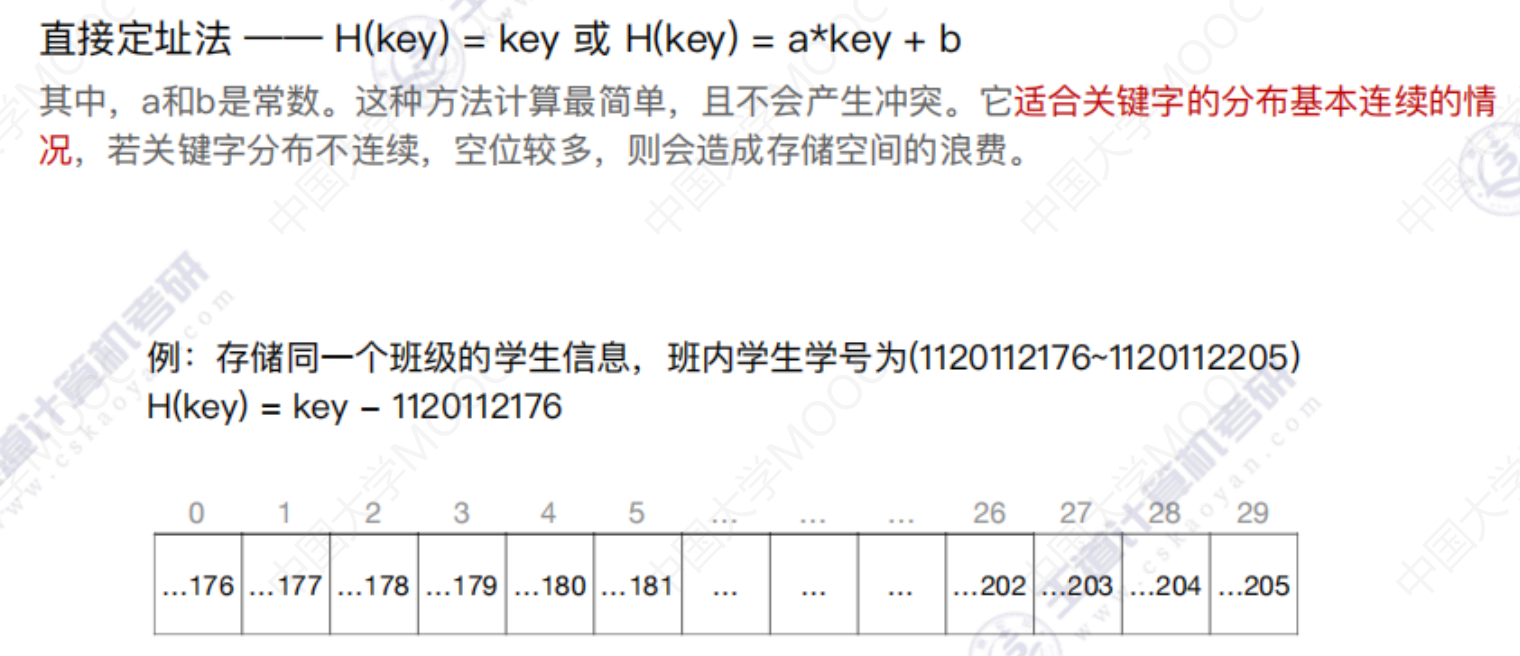 直接定址法 —— H(key) = key 或 H(key) = a*key + b
其中，a和b是常数。这种方法计算最简单，且不会产生冲突。它适合关键字的分布基本连续的情
况，若关键字分布不连续，空位较多，则会造成存储空间的浪费。
例：存储同一个班级的学生信息，班内学生学号为(1120112176~1120112205)
H(key) = key – 1120112176
0 1 2 3 4 5 ... ... ... 26 27 28 29
...176 ...177 ...178 ...179 ...180 ...181 ... ... ... ...202 ...203 ...204 ...205
中国大学MOOC
王道计算机考研
www.cskaoyan.com